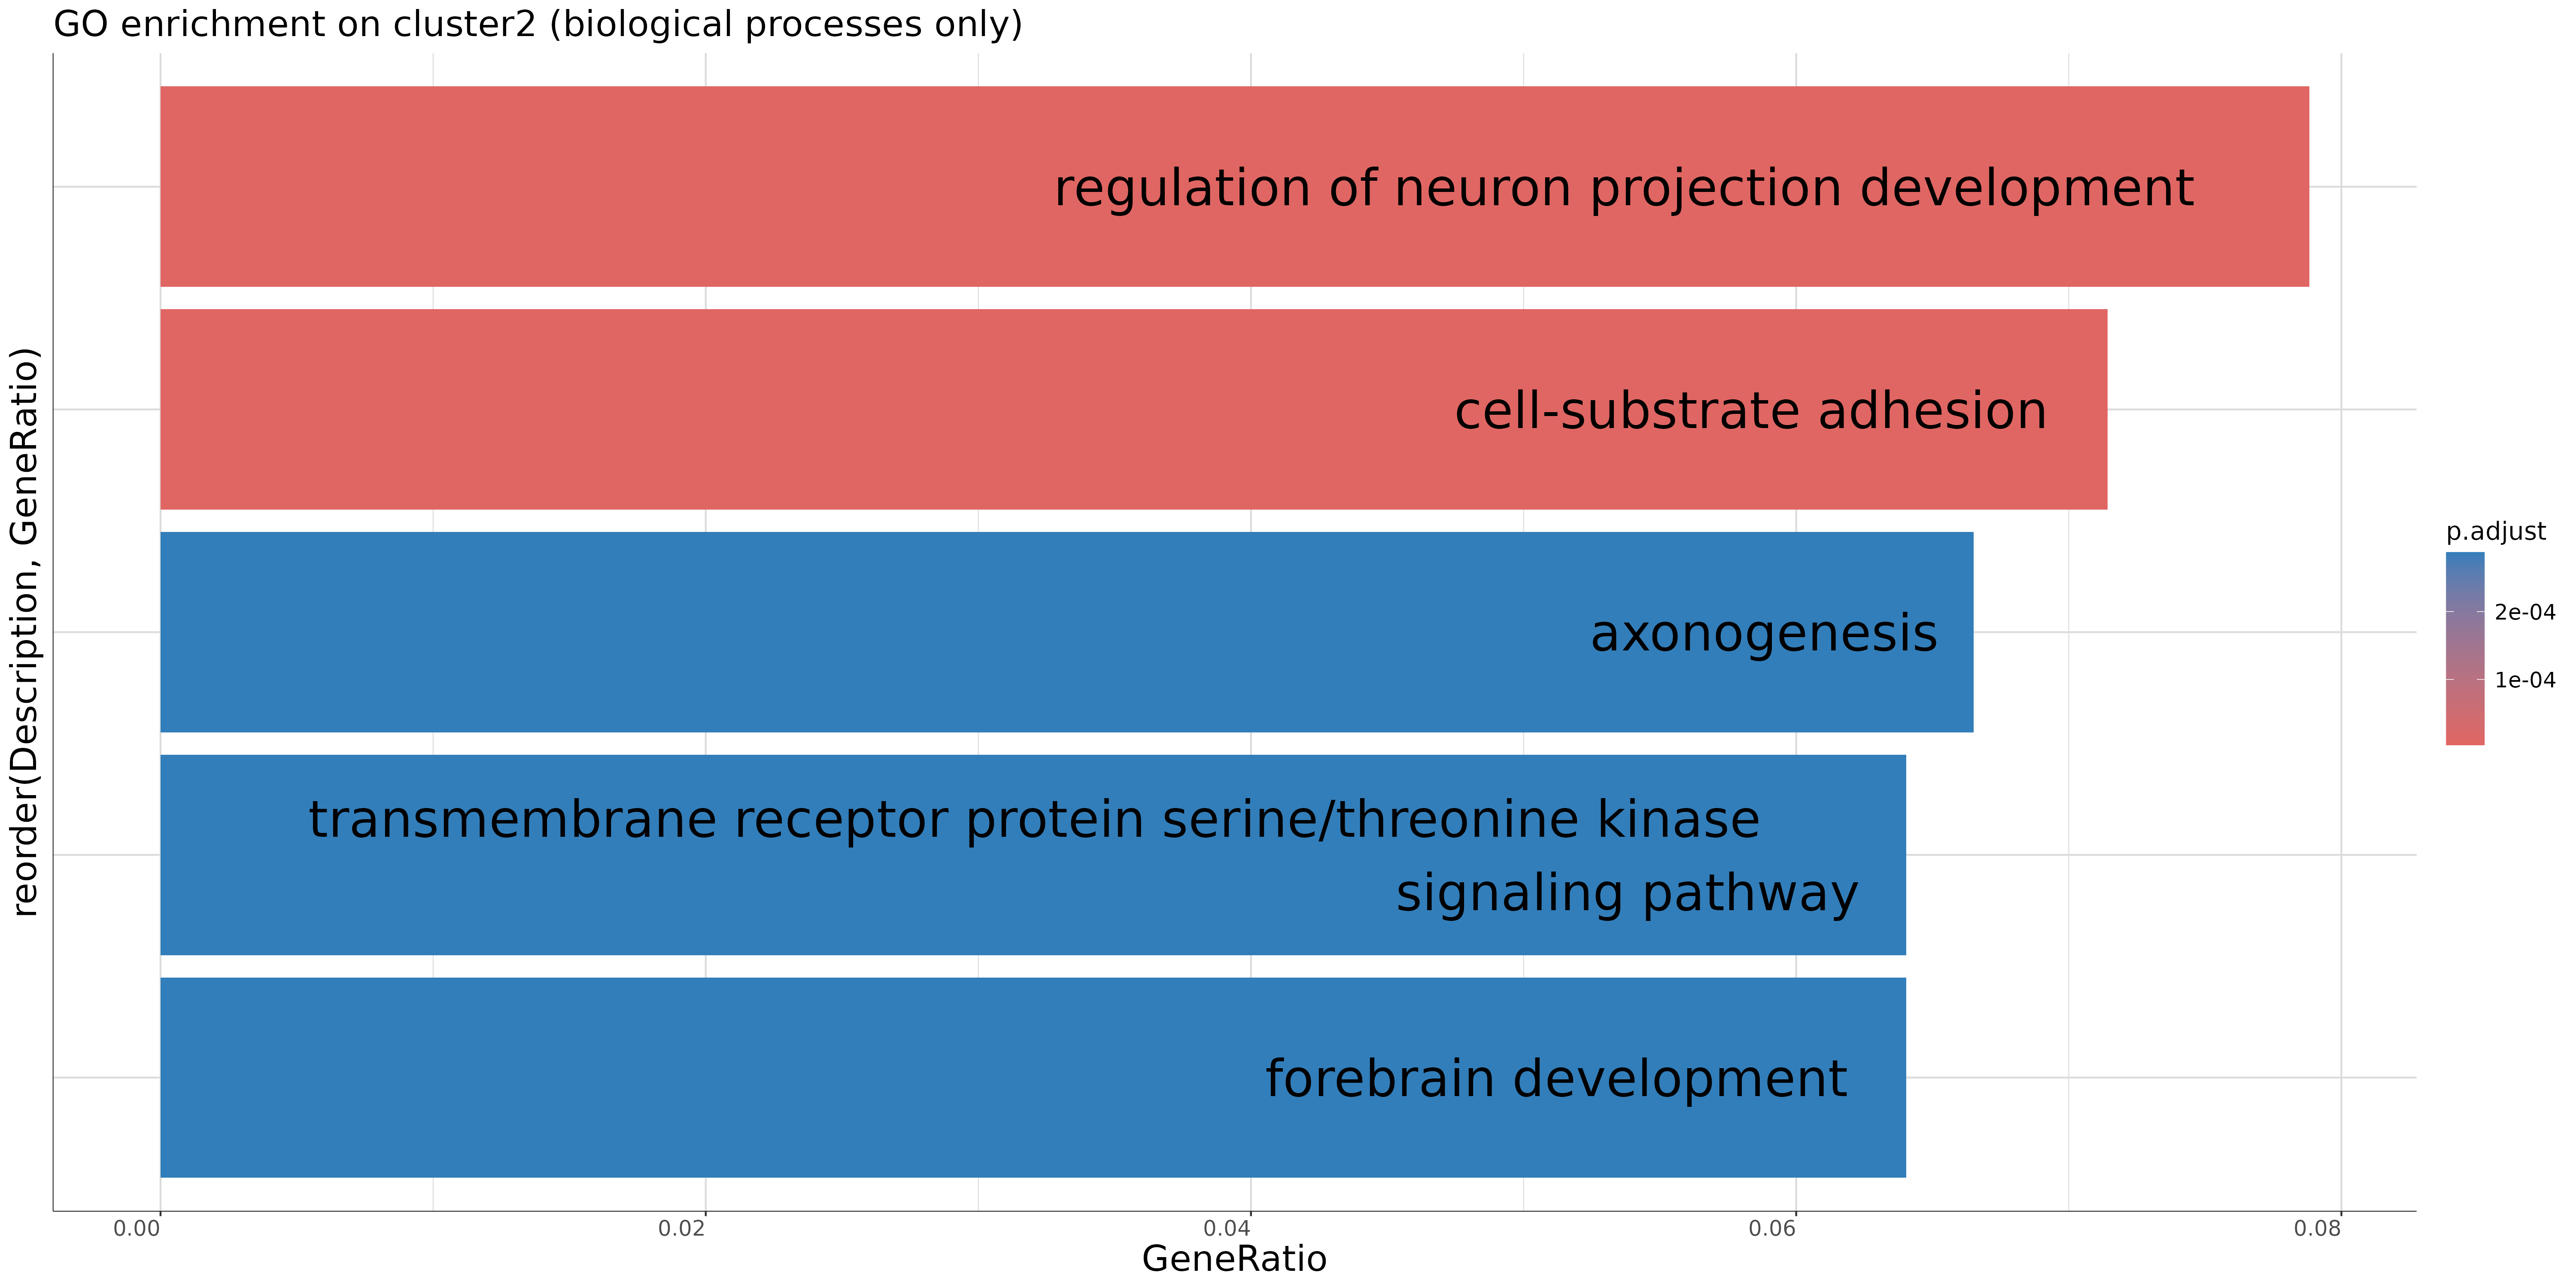 GO enrichment on cluster2 (biological processes only)
reorder(Description, GeneRatio)
regulation of neuron projection development
cell-substrate adhesion
axonogenesis
transmembrane receptor protein serine/threonine kinase
signaling pathway
forebrain development
p.adjust
2e-04
1e-04
0.00 0.02 0.04 0.06 0.08
GeneRatio